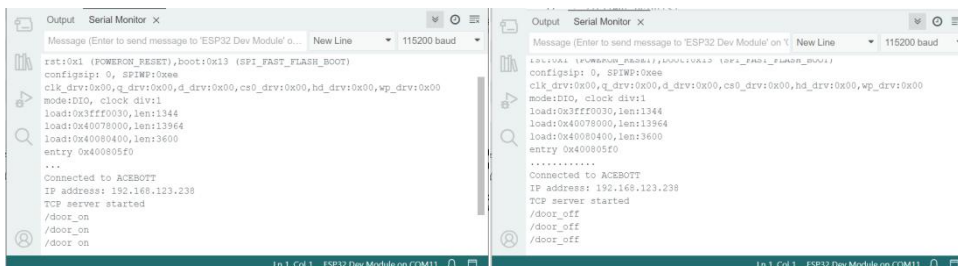 Output Serial Monitor ×
Message (Enter to send message to 'ESP32 Dev Module' o... New Line 115200 baud
rst:0x1 (POWERON_RESET),boot:0x13 (SPI_FAST_FLASH_BOOT)
configsip: 0, SPIWP:0xee
clk_drv:0x00,q_drv:0x00,d_drv:0x00,cs0_drv:0x00,hd_drv:0x00,wp_drv:0x00
mode:DIO, clock div:1
load:0x3fff0030,len:1344
load:0x40078000,len:13964
load:0x40080400,len:3600
entry 0x400805f0
...
Connected to ACEBOTT
IP address: 192.168.123.238
TCP server started
/door_on
/door_on
/door on
Ln 1, Col 1 ESP32 Dev Module on COM11
Output Serial Monitor ×
Message (Enter to send message to 'ESP32 Dev Module' on 'C New Line 115200 baud
rst:0x1 (POWERON_RESET),boot:0x13 (SPI_FAST_FLASH_BOOT)
configsip: 0, SPIWP:0xee
clk_drv:0x00,q_drv:0x00,d_drv:0x00,cs0_drv:0x00,hd_drv:0x00,wp_drv:0x00
mode:DIO, clock div:1
load:0x3fff0030,len:1344
load:0x40078000,len:13964
load:0x40080400,len:3600
entry 0x400805f0
............
Connected to ACEBOTT
IP address: 192.168.123.238
TCP server started
/door_off
/door_off
/door_off
Ln 1, Col 1 ESP32 Dev Module on COM11